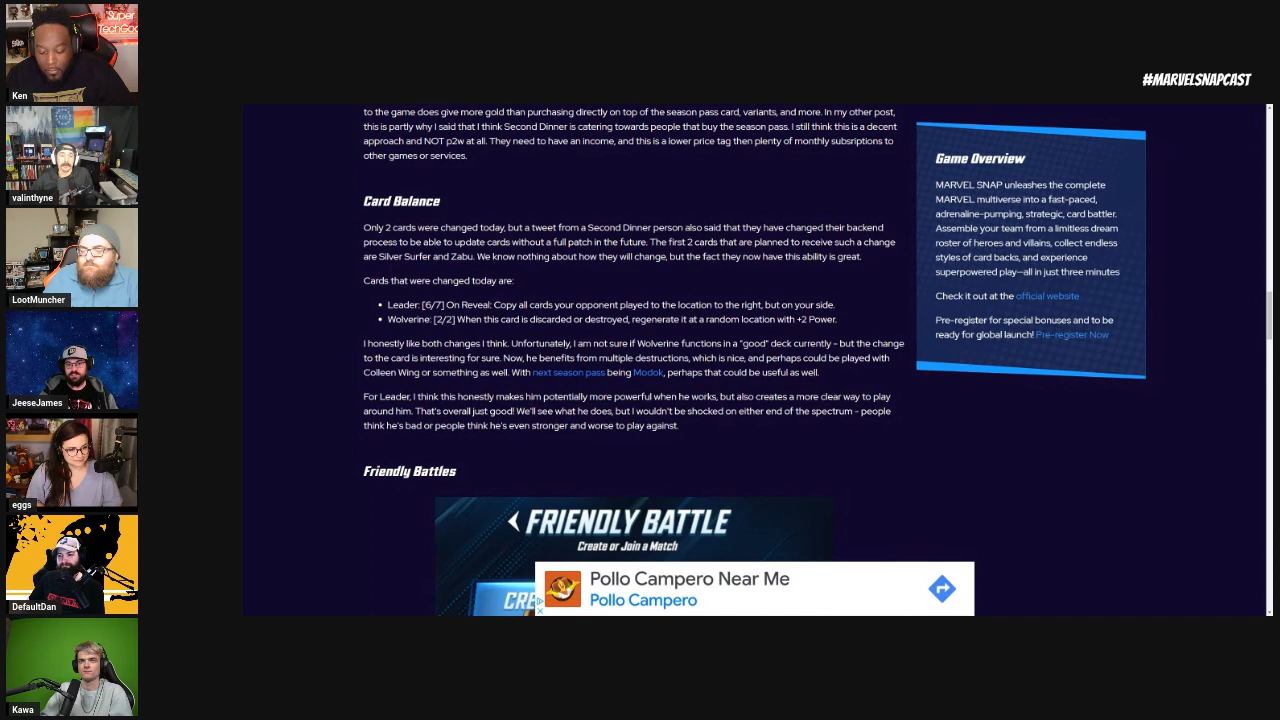 Super
TechGod
Ken
valinthyne
LootMuncher
JeeseJames
eggs
DefaultDan
Kawa
#MARVELSNAPCAST
to the game does give more gold than purchasing directly on top of the season pass card, variants, and more. In my other post,
this is partly why I said that I think Second Dinner is catering towards people that buy the season pass. I still think this is a decent
approach and NOT p2w at all. They need to have an income, and this is a lower price tag then plenty of monthly subsriptions to
other games or services.
Card Balance
Only 2 cards were changed today, but a tweet from a Second Dinner person also said that they have changed their backend
process to be able to update cards without a full patch in the future. The first 2 cards that are planned to receive such a change
are Silver Surfer and Zabu. We know nothing about how they will change, but the fact they now have this ability is great.
Cards that were changed today are:
• Leader: [6/7] On Reveal: Copy all cards your opponent played to the location to the right, but on your side.
• Wolverine: [2/2] When this card is discarded or destroyed, regenerate it at a random location with +2 Power.
I honestly like both changes I think. Unfortunately, I am not sure if Wolverine functions in a "good" deck currently - but the change
to the card is interesting for sure. Now, he benefits from multiple destructions, which is nice, and perhaps could be played with
Colleen Wing or something as well. With next season pass being Modok, perhaps that could be useful as well.
For Leader, I think this honestly makes him potentially more powerful when he works, but also creates a more clear way to play
around him. That's overall just good! We'll see what he does, but I wouldn't be shocked on either end of the spectrum - people
think he's bad or people think he's even stronger and worse to play against.
Friendly Battles
FRIENDLY BATTLE
Create or Join a Match
CRE
Pollo Campero Near Me
Pollo Campero
Game Overview
MARVEL SNAP unleashes the complete
MARVEL multiverse into a fast-paced,
adrenaline-pumping, strategic, card battler.
Assemble your team from a limitless dream
roster of heroes and villains, collect endless
styles of card backs, and experience
superpowered play—all in just three minutes
Check it out at the official website
Pre-register for special bonuses and to be
ready for global launch! Pre-register Now